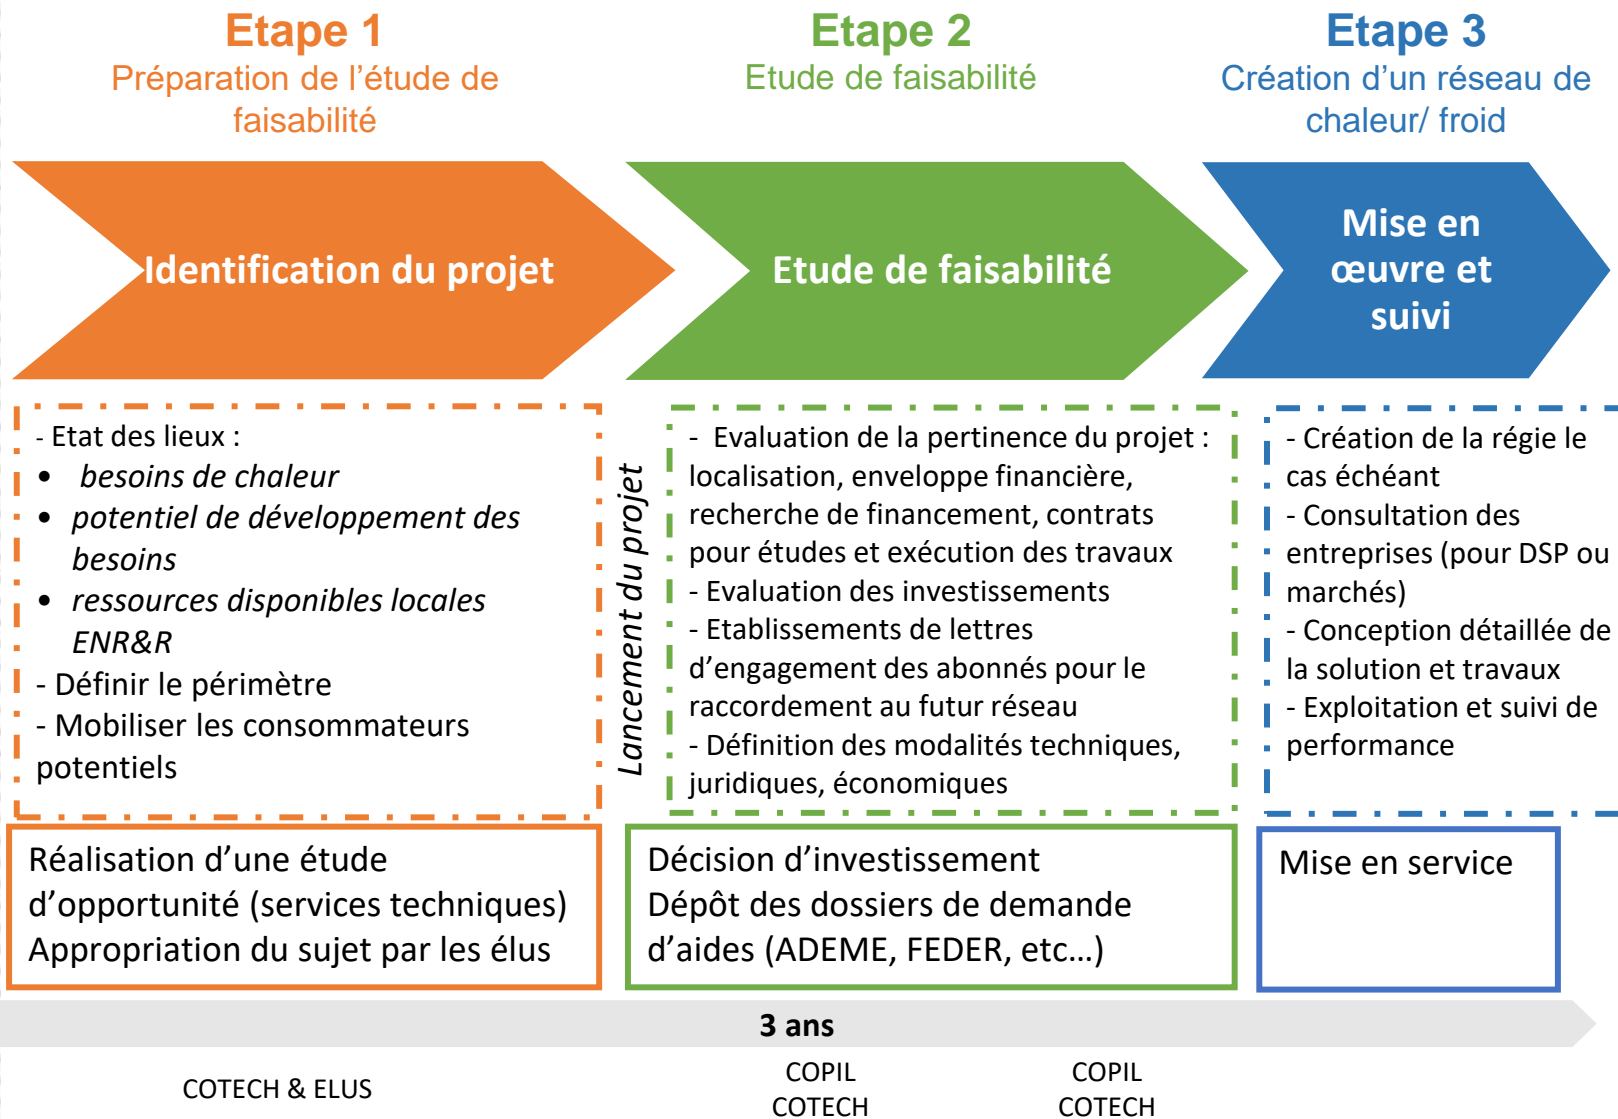 Etape 1
Préparation de l’étude de
faisabilité
Etape 2
Etude de faisabilité
Etape 3
Création d’un réseau de
chaleur/ froid
Identification du projet
Etude de faisabilité
Mise en
œuvre et
suivi
- Etat des lieux :
• besoins de chaleur
• potentiel de développement des
besoins
• ressources disponibles locales
ENR&R
- Définir le périmètre
- Mobiliser les consommateurs
potentiels
Lancement du projet
- Evaluation de la pertinence du projet :
localisation, enveloppe financière,
recherche de financement, contrats
pour études et exécution des travaux
- Evaluation des investissements
- Etablissements de lettres
d’engagement des abonnés pour le
raccordement au futur réseau
- Définition des modalités techniques,
juridiques, économiques
- Création de la régie le
cas échéant
- Consultation des
entreprises (pour DSP ou
marchés)
- Conception détaillée de
la solution et travaux
- Exploitation et suivi de
performance
Réalisation d’une étude
d’opportunité (services techniques)
Appropriation du sujet par les élus
Décision d’investissement
Dépôt des dossiers de demande
d’aides (ADEME, FEDER, etc…)
Mise en service
3 ans
COTECH & ELUS
COPIL
COTECH
COPIL
COTECH